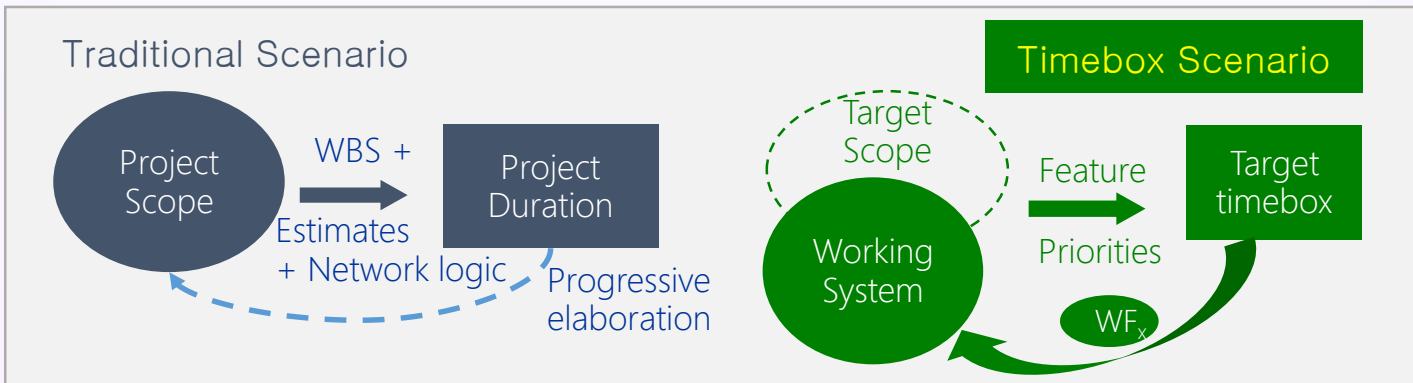 Traditional Scenario
Project
Scope
WBS +
Estimates
+ Network logic
Project
Duration
Progressive
elaboration
Timebox Scenario
Target
Scope
Working
System
Feature
Priorities
Target
timebox
WFₓ